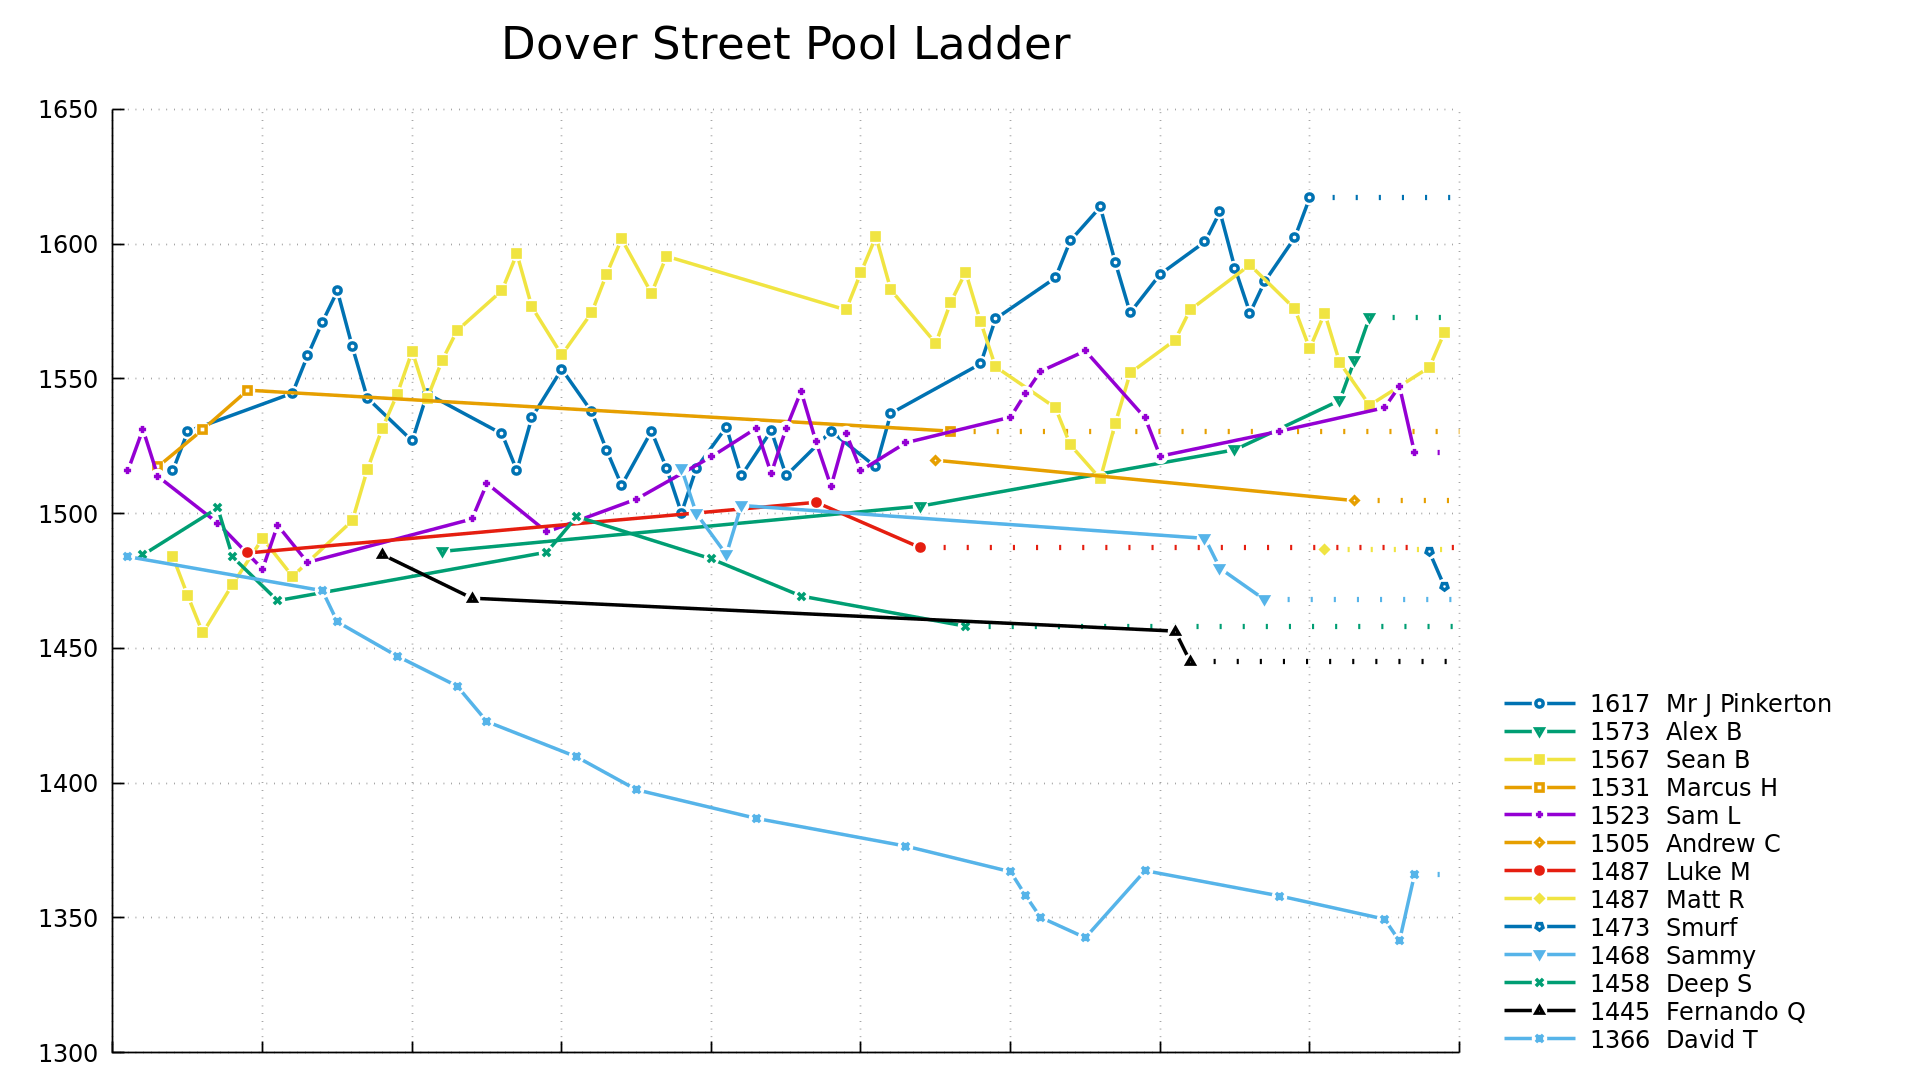 Dover Street Pool Ladder
1650
1600
1550
1500
1450
1400
1350
1300
1617 Mr J Pinkerton
1573 Alex B
1567 Sean B
1531 Marcus H
1523 Sam L
1505 Andrew C
1487 Luke M
1487 Matt R
1473 Smurf
1468 Sammy
1458 Deep S
1445 Fernando Q
1366 David T